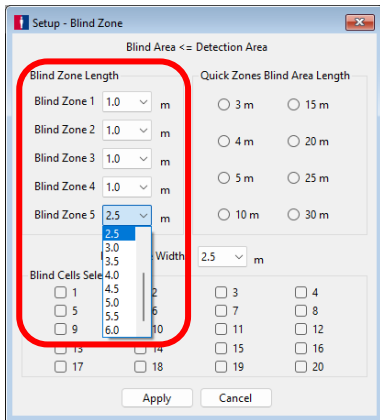 Setup - Blind Zone
Blind Area <= Detection Area
Blind Zone Length
Quick Zones Blind Area Length
Blind Zone 1 1.0 m
3 m 15 m
Blind Zone 2 1.0 m
4 m 20 m
Blind Zone 3 1.0 m
5 m 25 m
Blind Zone 4 1.0 m
Blind Zone 5 2.5 m
10 m 30 m
2.5
3.0
3.5
4.0
4.5
5.0
5.5
6.0
Width 2.5 m
Blind Cells Sele
1 2 3 4
5 6 7 8
9 10 11 12
13 14 15 16
17 18 19 20
Apply Cancel